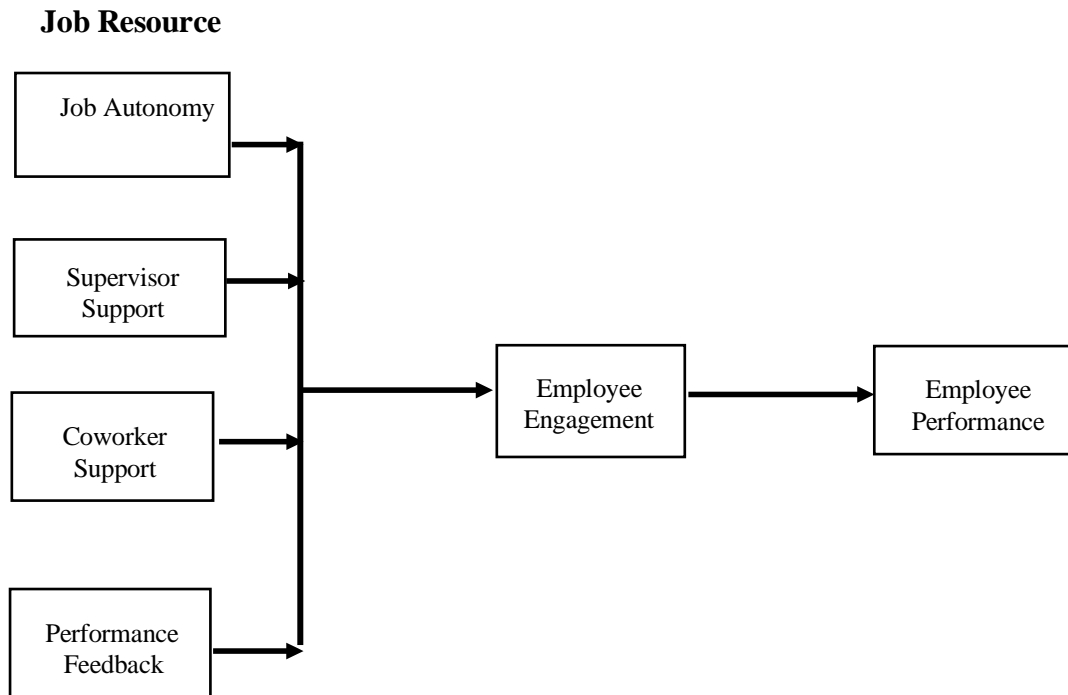 Job Resource
Job Autonomy
Supervisor
Support
Coworker
Support
Performance
Feedback
Employee
Engagement
Employee
Performance